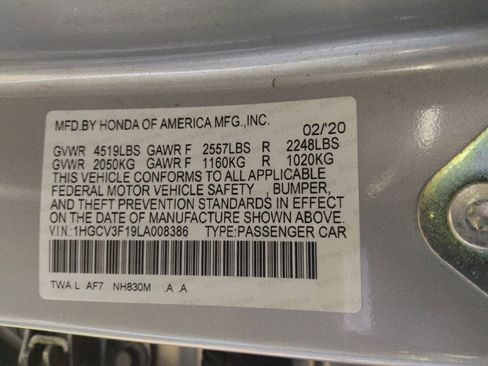 MFD.BY HONDA OF AMERICA MFG.,INC.
02/'20
GVWR 4519LBS GAWR F 2557LBS R 2248LBS
GVWR 2050KG GAWR F 1160KG R 1020KG
THIS VEHICLE CONFORMS TO ALL APPLICABLE
FEDERAL MOTOR VEHICLE SAFETY , BUMPER,
AND THEFT PREVENTION STANDARDS IN EFFECT
ON THE DATE OF MANUFACTURE SHOWN ABOVE.
V.I.N:1HGCV3F19LA008386 TYPE:PASSENGER CAR
TWA L AF7 NH830M .A .A